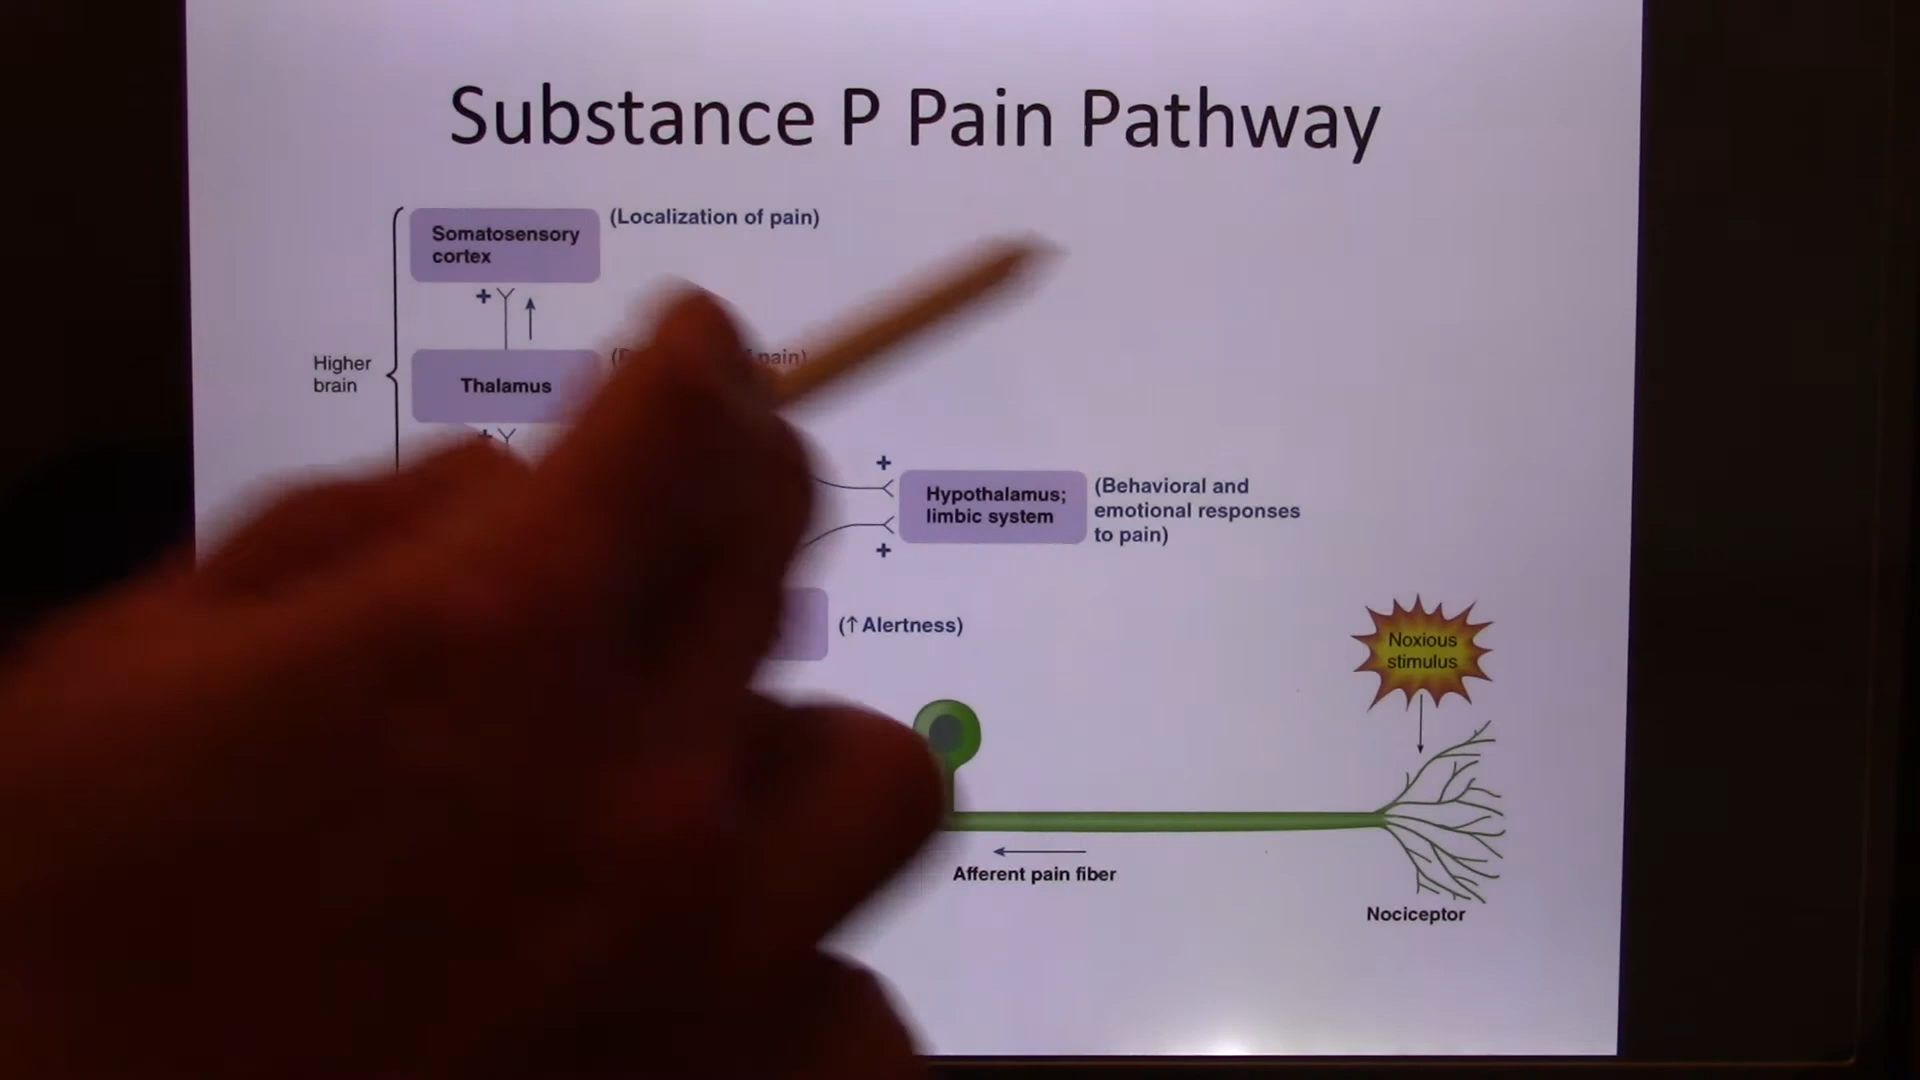 Substance P Pain Pathway
(Localization of pain)
Somatosensory
cortex
+
Higher
brain
Thalamus
pain)
+
+
Hypothalamus;
limbic system
(Behavioral and
emotional responses
to pain)
+
(↑ Alertness)
Noxious
stimulus
Afferent pain fiber
Nociceptor